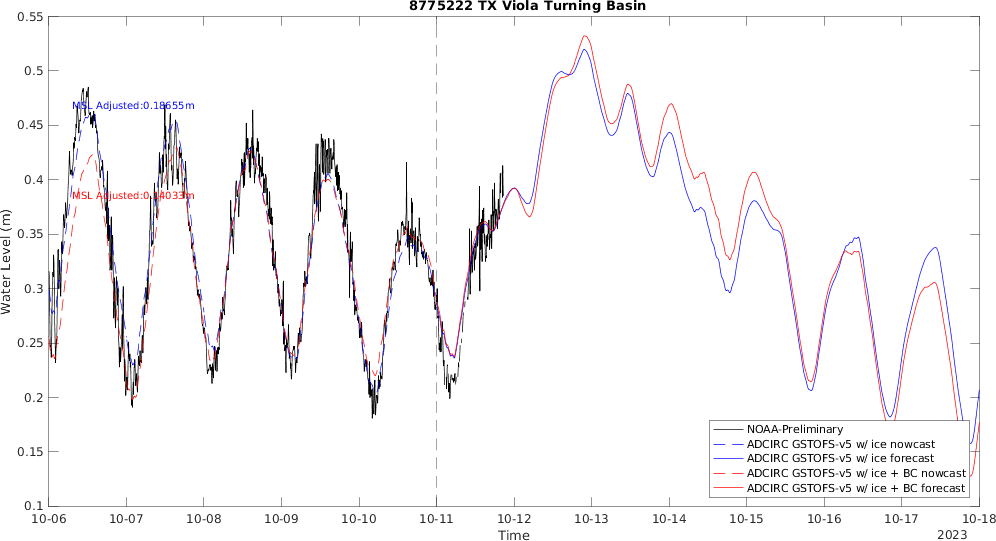 8775222 TX Viola Turning Basin
0.55
0.5
0.45
0.4
0.35
0.3
0.25
0.2
0.15
0.1
Water Level (m)
MSL Adjusted:0.18655m
MSL Adjusted:0.14033m
NOAA-Preliminary
ADCIRC GSTOFS-v5 w/ ice nowcast
ADCIRC GSTOFS-v5 w/ ice forecast
ADCIRC GSTOFS-v5 w/ ice + BC nowcast
ADCIRC GSTOFS-v5 w/ ice + BC forecast
10-06 10-07 10-08 10-09 10-10 10-11 10-12 10-13 10-14 10-15 10-16 10-17 10-18
Time
2023